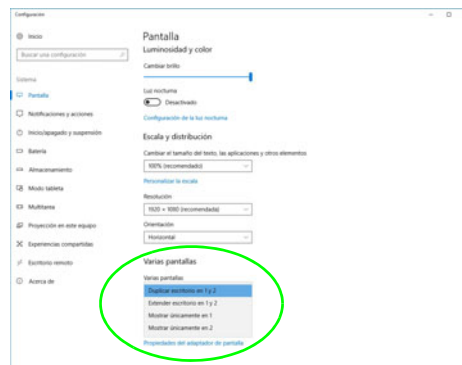 Configuración
Inicio
Buscar una configuración
Sistema
Pantalla
Notificaciones y acciones
Inicio/apagado y suspensión
Batería
Almacenamiento
Modo tableta
Multitarea
Proyección en este equipo
Experiencias compartidas
Escritorio remoto
Acerca de
Pantalla
Luminosidad y color
Cambiar brillo
Luz nocturna
Desactivado
Configuración de la luz nocturna
Escala y distribución
Cambiar el tamaño del texto, las aplicaciones y otros elementos
100% (recomendado)
Personalizar la escala
Resolución
1920 × 1080 (recomendada)
Orientación
Horizontal
Varias pantallas
Varias pantallas
Duplicar escritorio en 1 y 2
Extender escritorio en 1 y 2
Mostrar únicamente en 1
Mostrar únicamente en 2
Propiedades del adaptador de pantalla